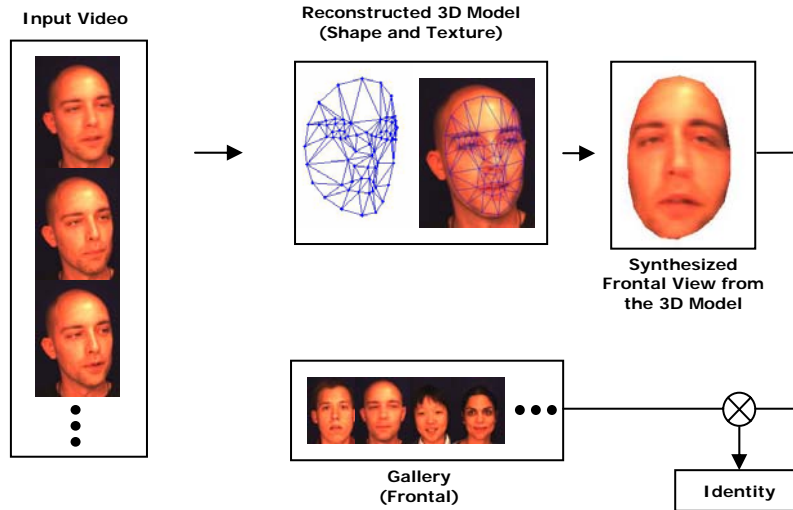 Input Video
Reconstructed 3D Model
(Shape and Texture)
Synthesized
Frontal View from
the 3D Model
Gallery
(Frontal)
Identity